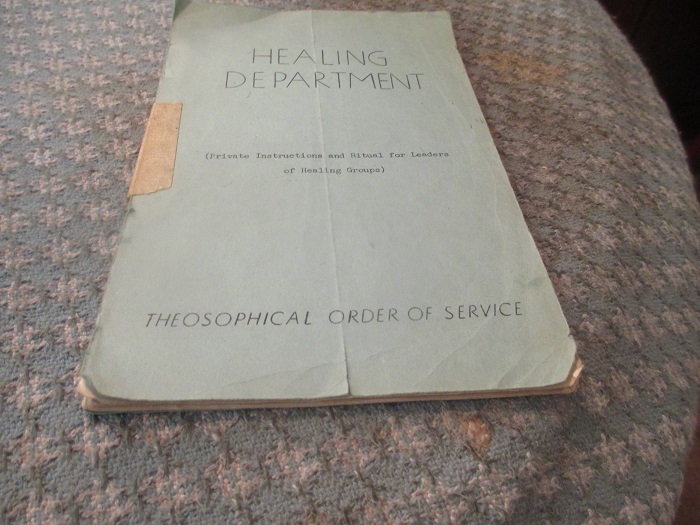 HEALING
DEPARTMENT
(Private Instructions and Ritual for Leaders
of Healing Groups)
THEOSOPHICAL ORDER OF SERVICE